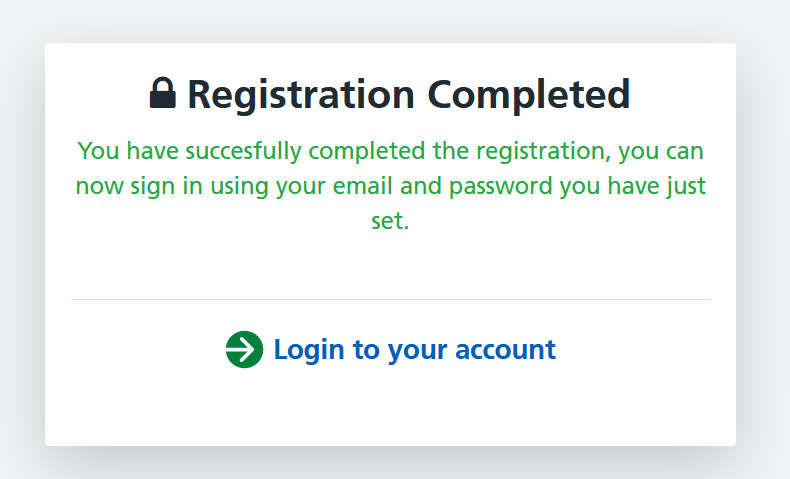 Registration Completed
You have succesfully completed the registration, you can
now sign in using your email and password you have just
set.
Login to your account